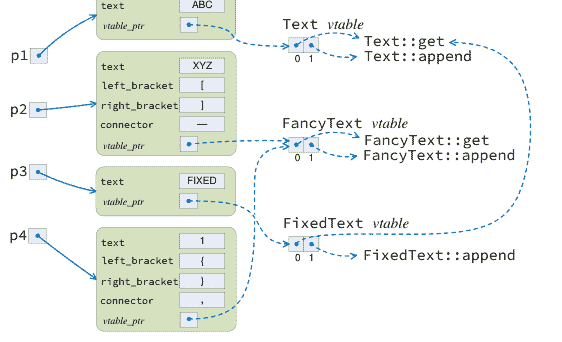 text ABC
vtable_ptr
p1
Text vtable
0 1
Text::get
Text::append
p2
text XYZ
left_bracket [
right_bracket ]
connector —
vtable_ptr
FancyText vtable
0 1
FancyText::get
FancyText::append
p3
text FIXED
vtable_ptr
FixedText vtable
0 1
FixedText::append
p4
text 1
left_bracket {
right_bracket }
connector ,
vtable_ptr